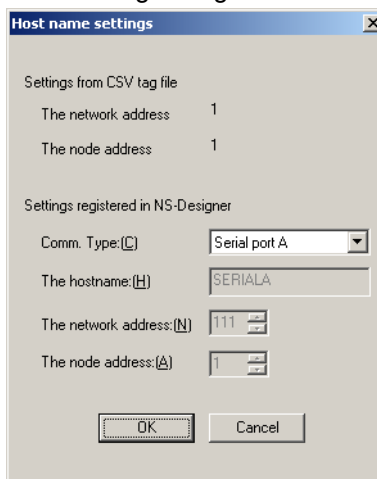 Host name settings
Settings from CSV tag file
The network address 1
The node address 1
Settings registered in NS-Designer
Comm. Type:(C) Serial port A
The hostname:(H) SERIALA
The network address:(N) 111
The node address:(A) 1
OK Cancel